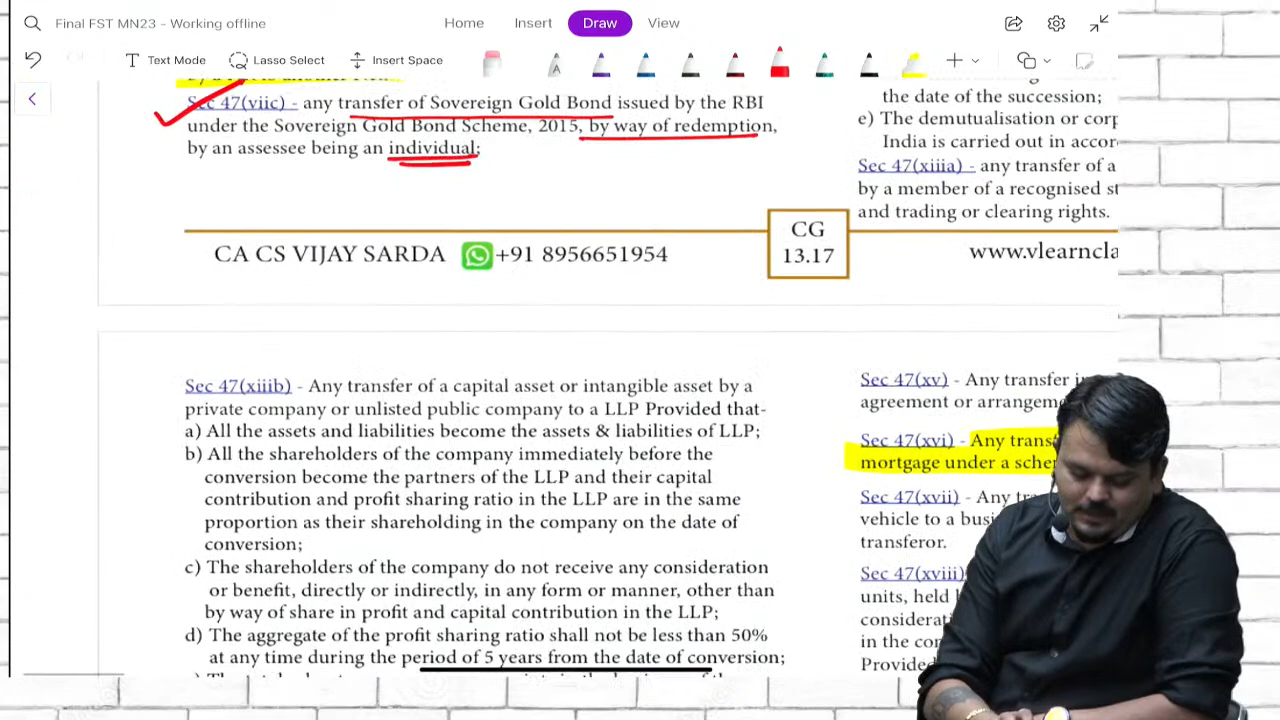 Final FST MN23 - Working offline
Home Insert Draw View
Text Mode Lasso Select Insert Space
Sec 47(viic) - any transfer of Sovereign Gold Bond issued by the RBI
under the Sovereign Gold Bond Scheme, 2015, by way of redemption,
by an assessee being an individual;
the date of the succession;
e) The demutualisation or corp
India is carried out in accor
Sec 47(xiiia) - any transfer of a
by a member of a recognised st
and trading or clearing rights.
CA CS VIJAY SARDA +91 8956651954
CG
13.17
www.vlearncla
Sec 47(xiiib) - Any transfer of a capital asset or intangible asset by a
private company or unlisted public company to a LLP Provided that-
a) All the assets and liabilities become the assets & liabilities of LLP;
b) All the shareholders of the company immediately before the
conversion become the partners of the LLP and their capital
contribution and profit sharing ratio in the LLP are in the same
proportion as their shareholding in the company on the date of
conversion;
c) The shareholders of the company do not receive any consideration
or benefit, directly or indirectly, in any form or manner, other than
by way of share in profit and capital contribution in the LLP;
d) The aggregate of the profit sharing ratio shall not be less than 50%
at any time during the period of 5 years from the date of conversion;
Sec 47(xv) - Any transfer
agreement or arrangeme
Sec 47(xvi) - Any transf
mortgage under a schem
Sec 47(xvii) - Any tr
vehicle to a busi
transferor.
Sec 47(xviii)
units, held
considerati
in the con
Provided